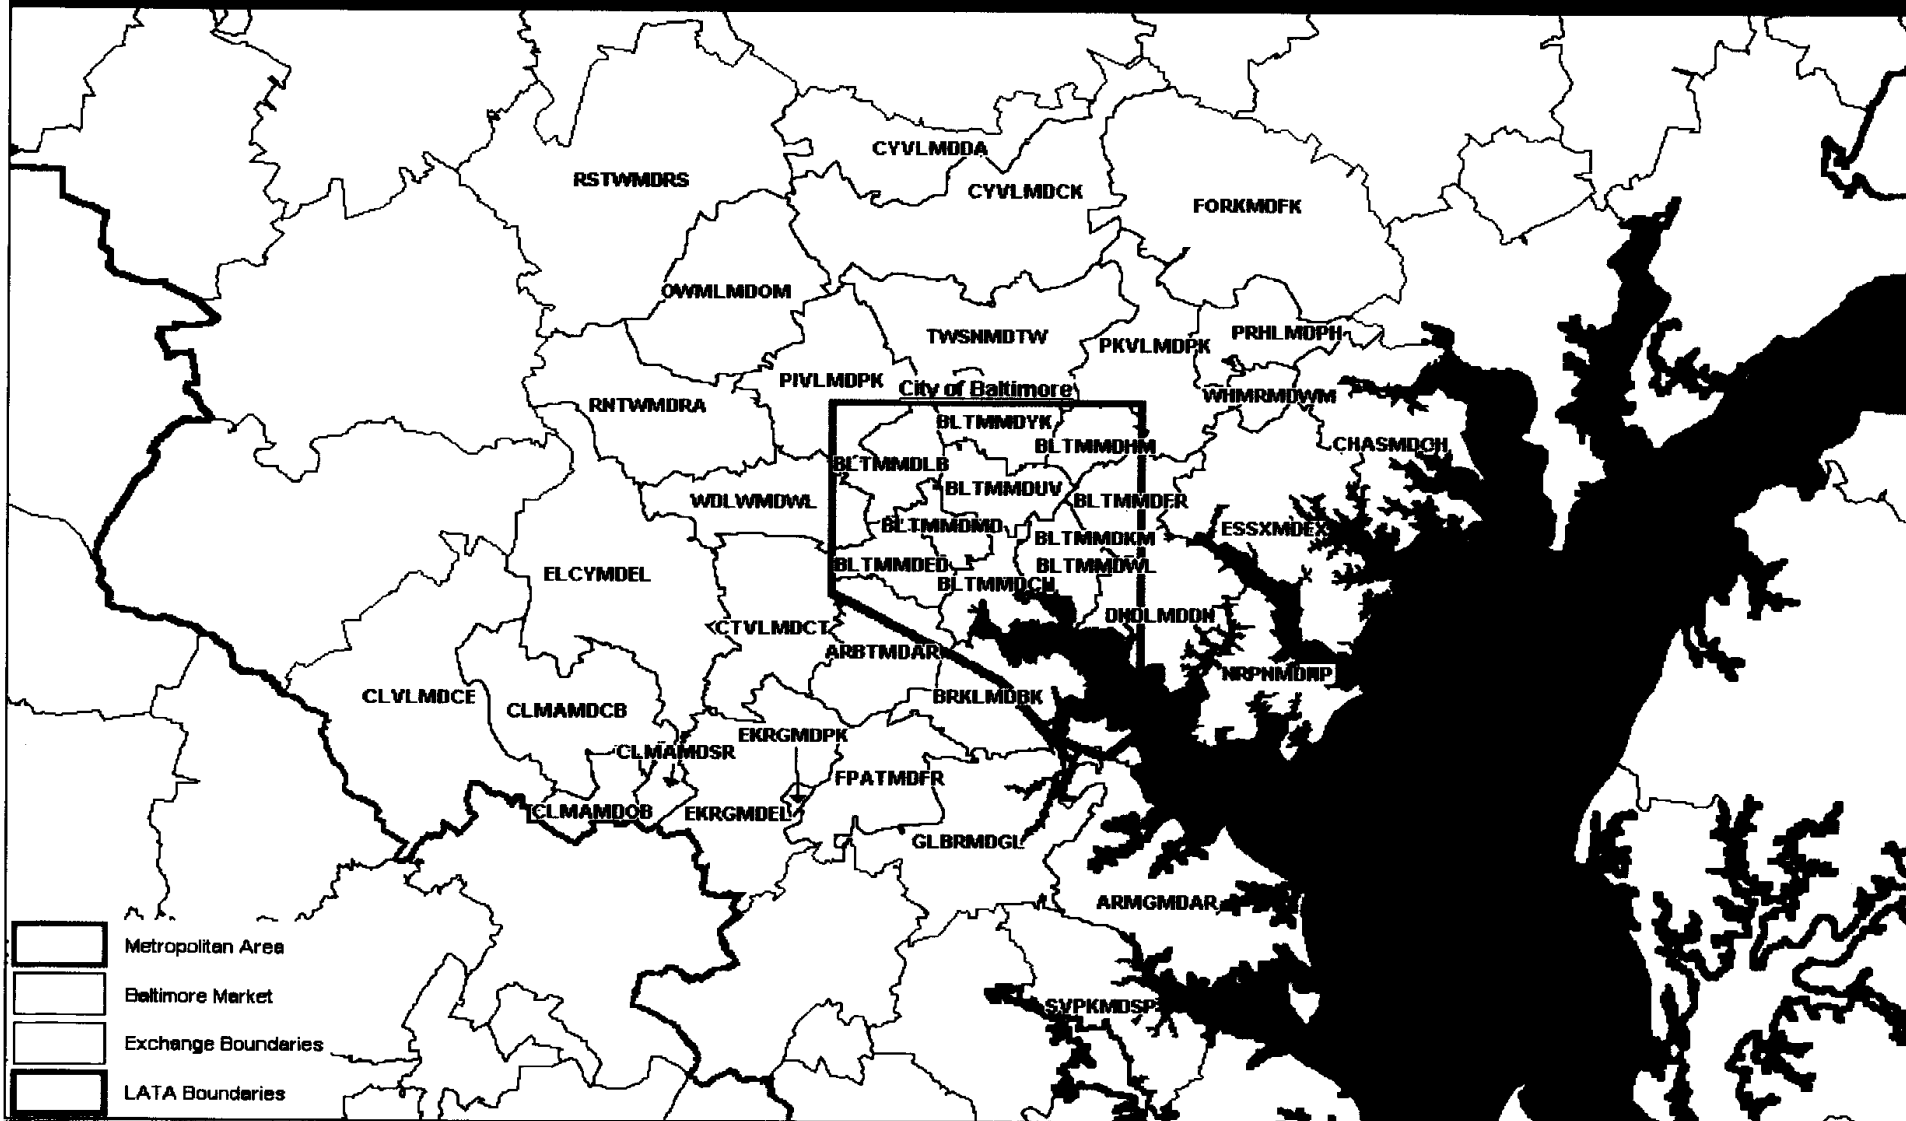 CYVLMDDA
RSTWMDRS
CYVLMDCK
FORKMDFK
OWMLMDOM
TWSNMDTW
PRHLMDPH
PKVLMDPK
PIVLMDPK
City of Baltimore
WHMRMDWM
RNTWMDRA
BLTMMDYK
BLTMMDHM
CHASMDCH
BLTMMDLB
BLTMMDUV
WDLWMDWL
BLTMMDFR
BLTMMDMD
ESSXMDEX
BLTMMDKM
BLTMMDED
BLTMMDWL
ELCYMDEL
BLTMMDCH
DNDLMDDN
CTVLMDCT
ARBTMDAR
NRPNMDNP
CLVLMDCE
BRKLMDBK
CLMAMDCB
EKRGMDPK
CLMAMDSR
FPATMDFR
CLMAMDOB
EKRGMDEL
GLBRMDGL
ARMGMDAR
SVPKMDSP
Metropolitan Area
Baltimore Market
Exchange Boundaries
LATA Boundaries